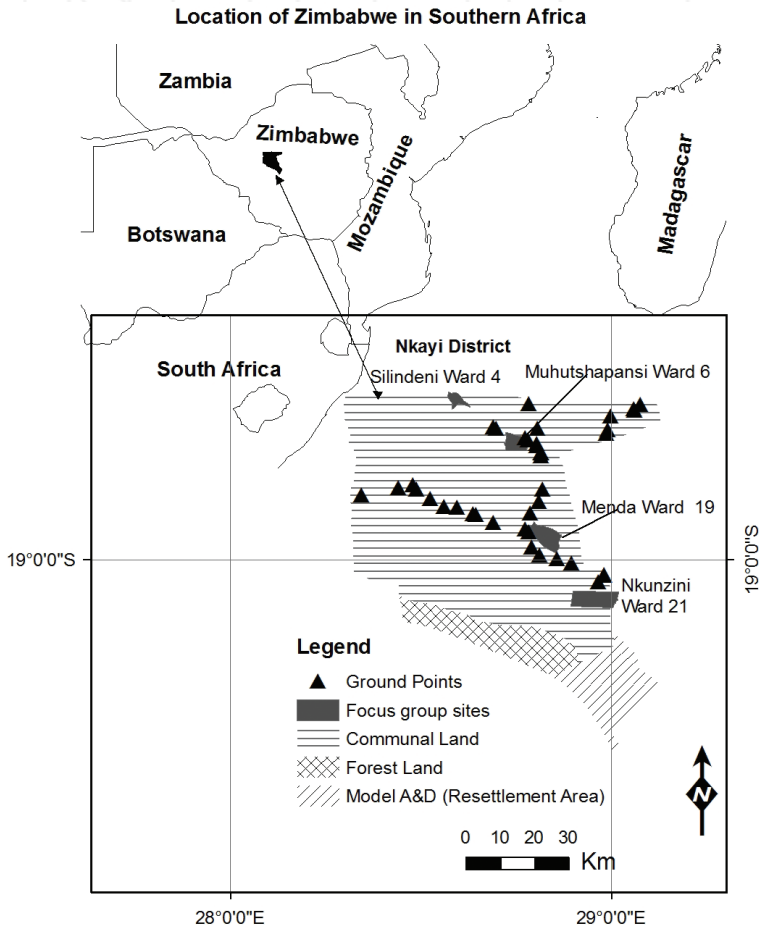 Location of Zimbabwe in Southern Africa
Zambia
Zimbabwe
Mozambique
Madagascar
Botswana
South Africa
Nkayi District
Silindeni Ward 4
Muhutshapansi Ward 6
Menda Ward 19
19°0'0"S
19°0'0"S
Nkunzini
Ward 21
Legend
Ground Points
Focus group sites
Communal Land
Forest Land
Model A&D (Resettlement Area)
N
0 10 20 30
Km
28°0'0"E
29°0'0"E